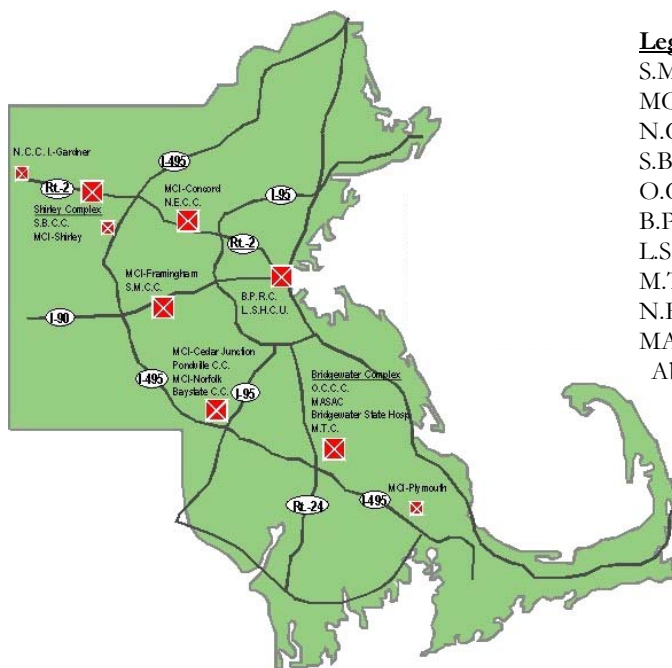 N.C.C.I.-Gardner
Rt.-2
Shirley Complex
S.B.C.C.
MCI-Shirley
I-495
MCI-Concord
N.E.C.C.
I-95
Rt.-2
MCI-Framingham
S.M.C.C.
B.P.R.C.
L.S.H.C.U.
I-90
MCI-Cedar Junction
Pondville C.C.
MCI-Norfolk
Baystate C.C.
I-495
I-95
Bridgewater Complex
O.C.C.C.
MASAC
Bridgewater State Hosp
M.T.C.
MCI-Plymouth
I-495
Rt.-24
Leg
S.M
MC
N.C
S.B
O.C
B.P
L.S
M.T
N.E
MA